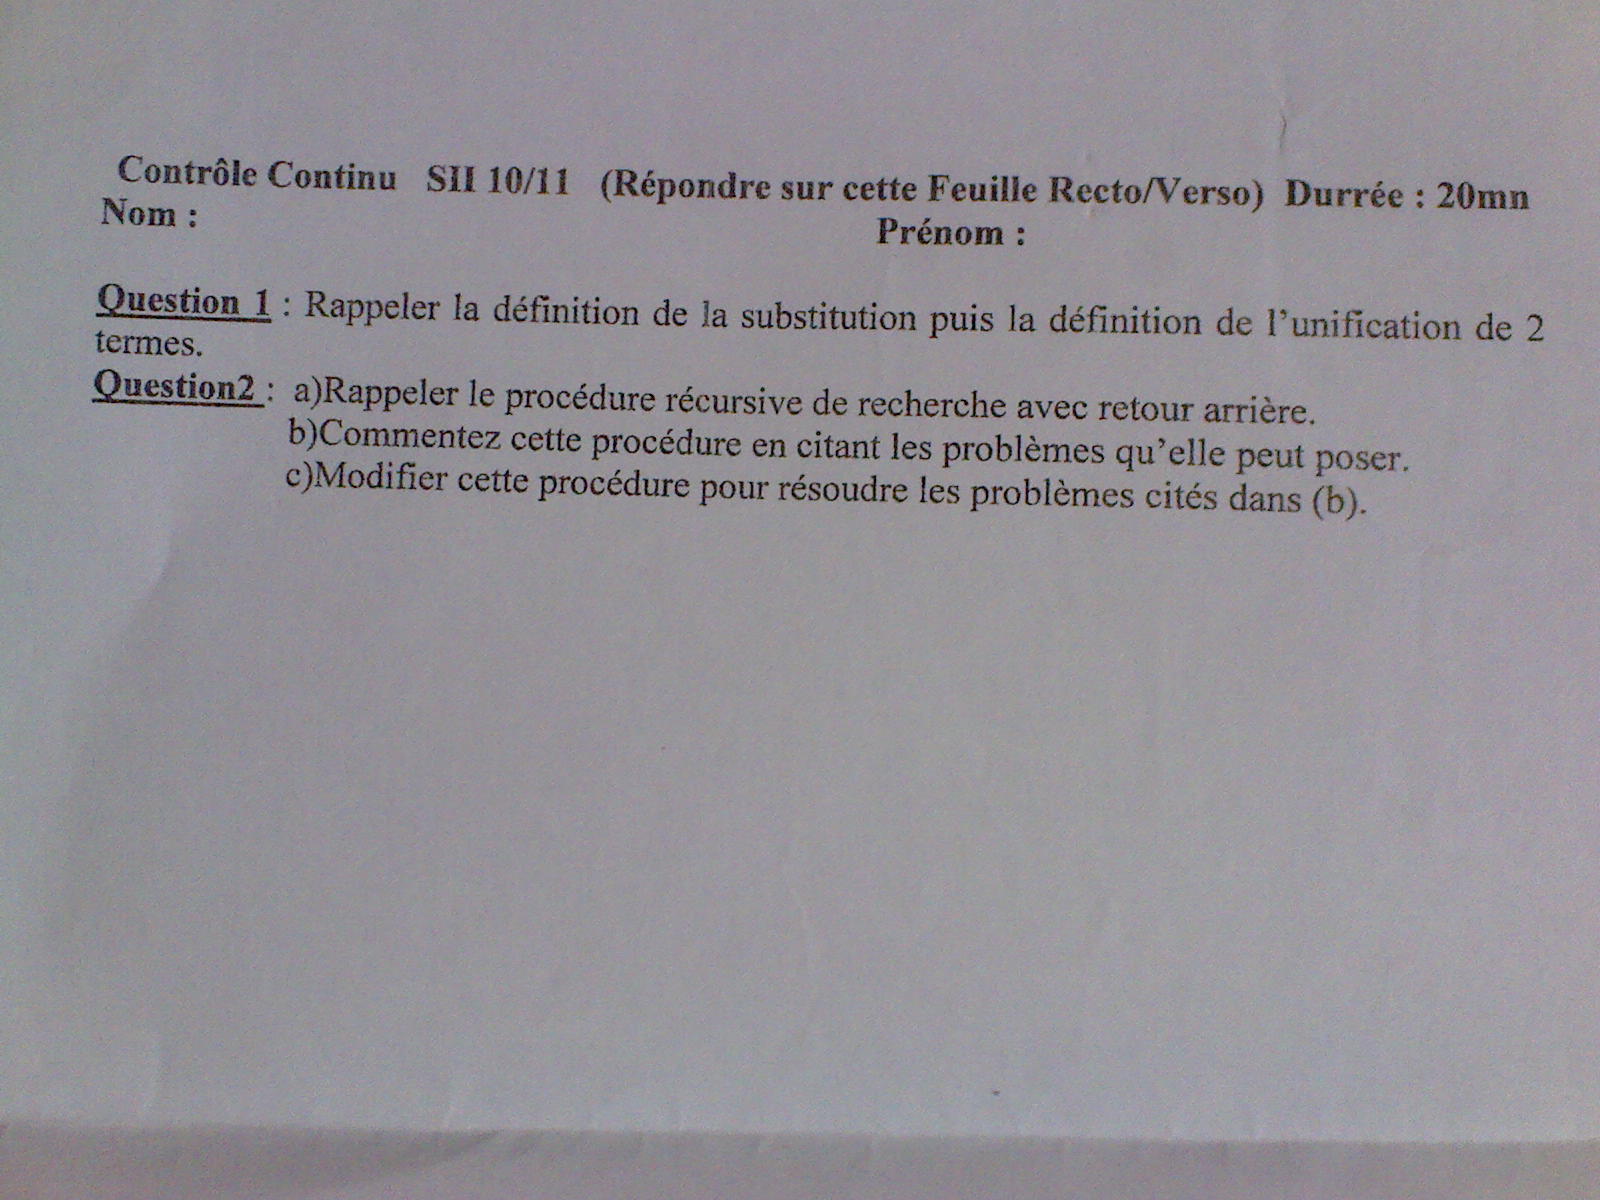 Contrôle Continu SII 10/11 (Répondre sur cette Feuille Recto/Verso) Durrée : 20mn
Nom : Prénom :
Question 1 : Rappeler la définition de la substitution puis la définition de l'unification de 2
termes.
Question2 : a)Rappeler le procédure récursive de recherche avec retour arrière.
b)Commentez cette procédure en citant les problèmes qu'elle peut poser.
c)Modifier cette procédure pour résoudre les problèmes cités dans (b).